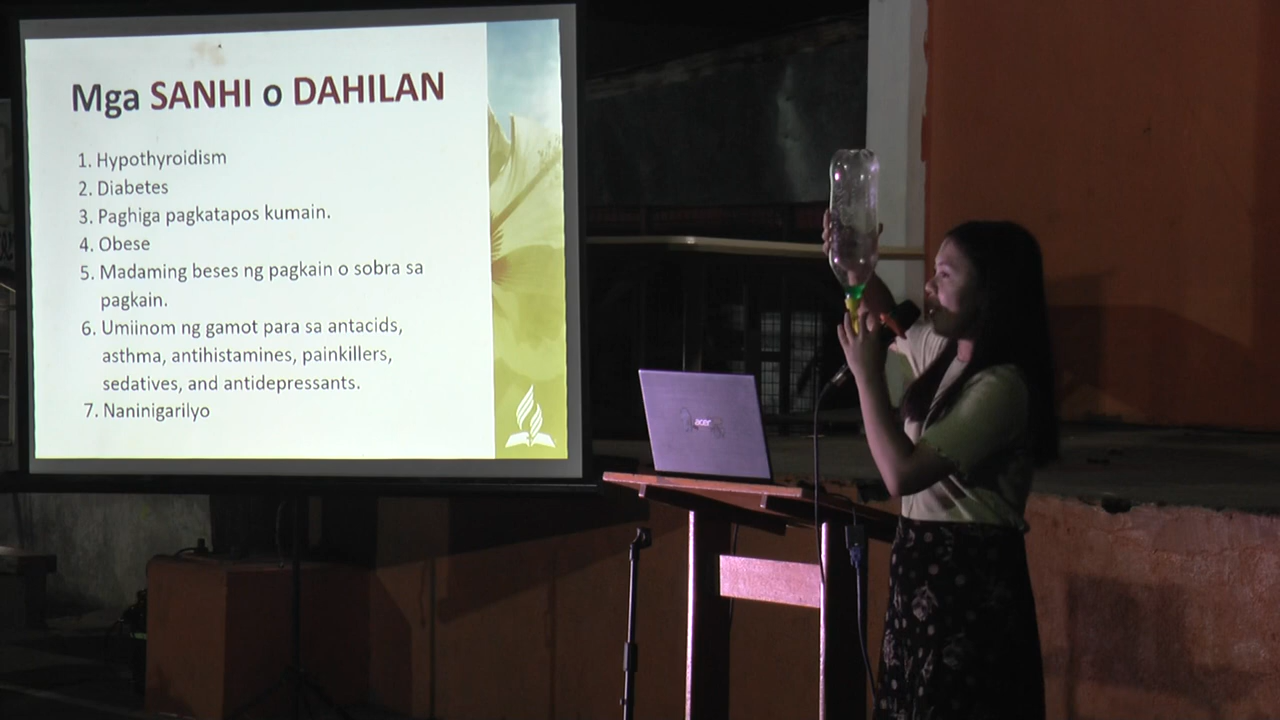 Mga SANHI o DAHILAN
1. Hypothyroidism
2. Diabetes
3. Paghiga pagkatapos kumain.
4. Obese
5. Madaming beses ng pagkain o sobra sa
pagkain.
6. Umiinom ng gamot para sa antacids,
asthma, antihistamines, painkillers,
sedatives, and antidepressants.
7. Naninigarilyo
acer